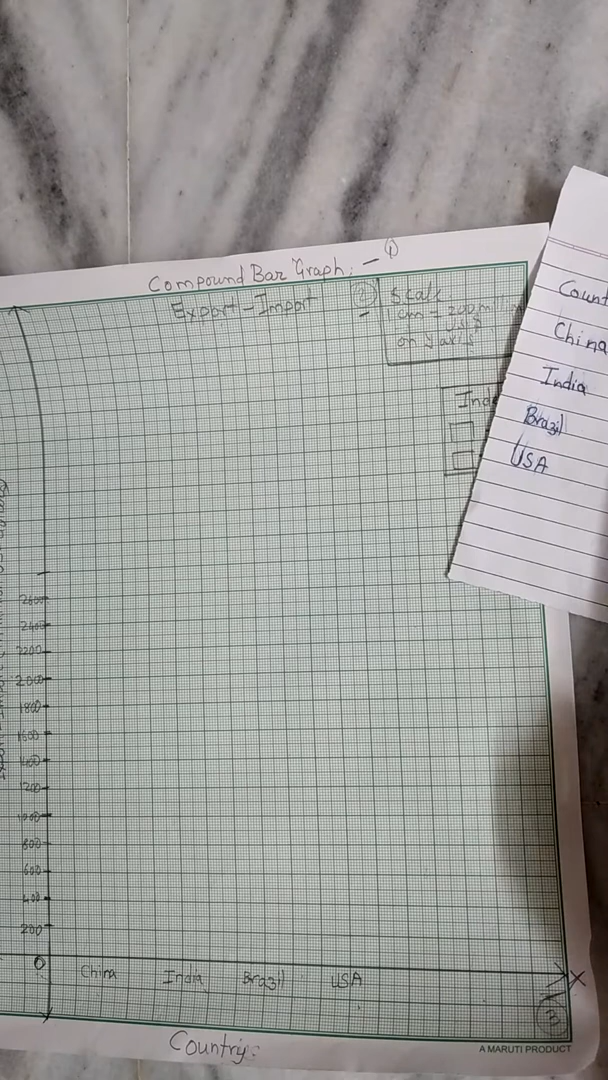 Compound Bar Graph: - ①
Export - Import
②
Scale
1 cm = 200 million
US $
on y axis
Ind
2600
2400
2200
2000
1800
1600
1400
1200
1000
800
600
400
200
0
China India Brazil USA
X
③
Country:
A MARUTI PRODUCT
Count
China
India
Brazil
USA